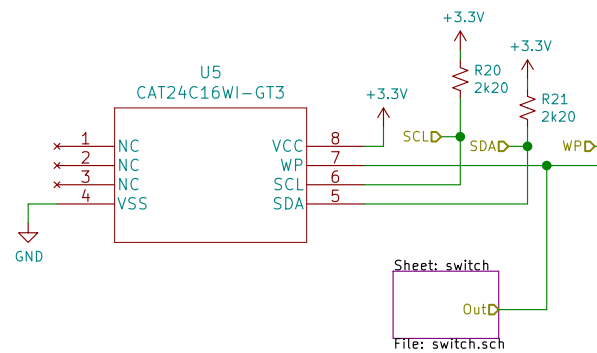 +3.3V
R20
2k20
+3.3V
R21
2k20
U5
CAT24C16WI-GT3
+3.3V
SCL
SDA
WP
1 NC
2 NC
3 NC
4 VSS
VCC 8
WP 7
SCL 6
SDA 5
GND
Sheet: switch
Out
File: switch.sch